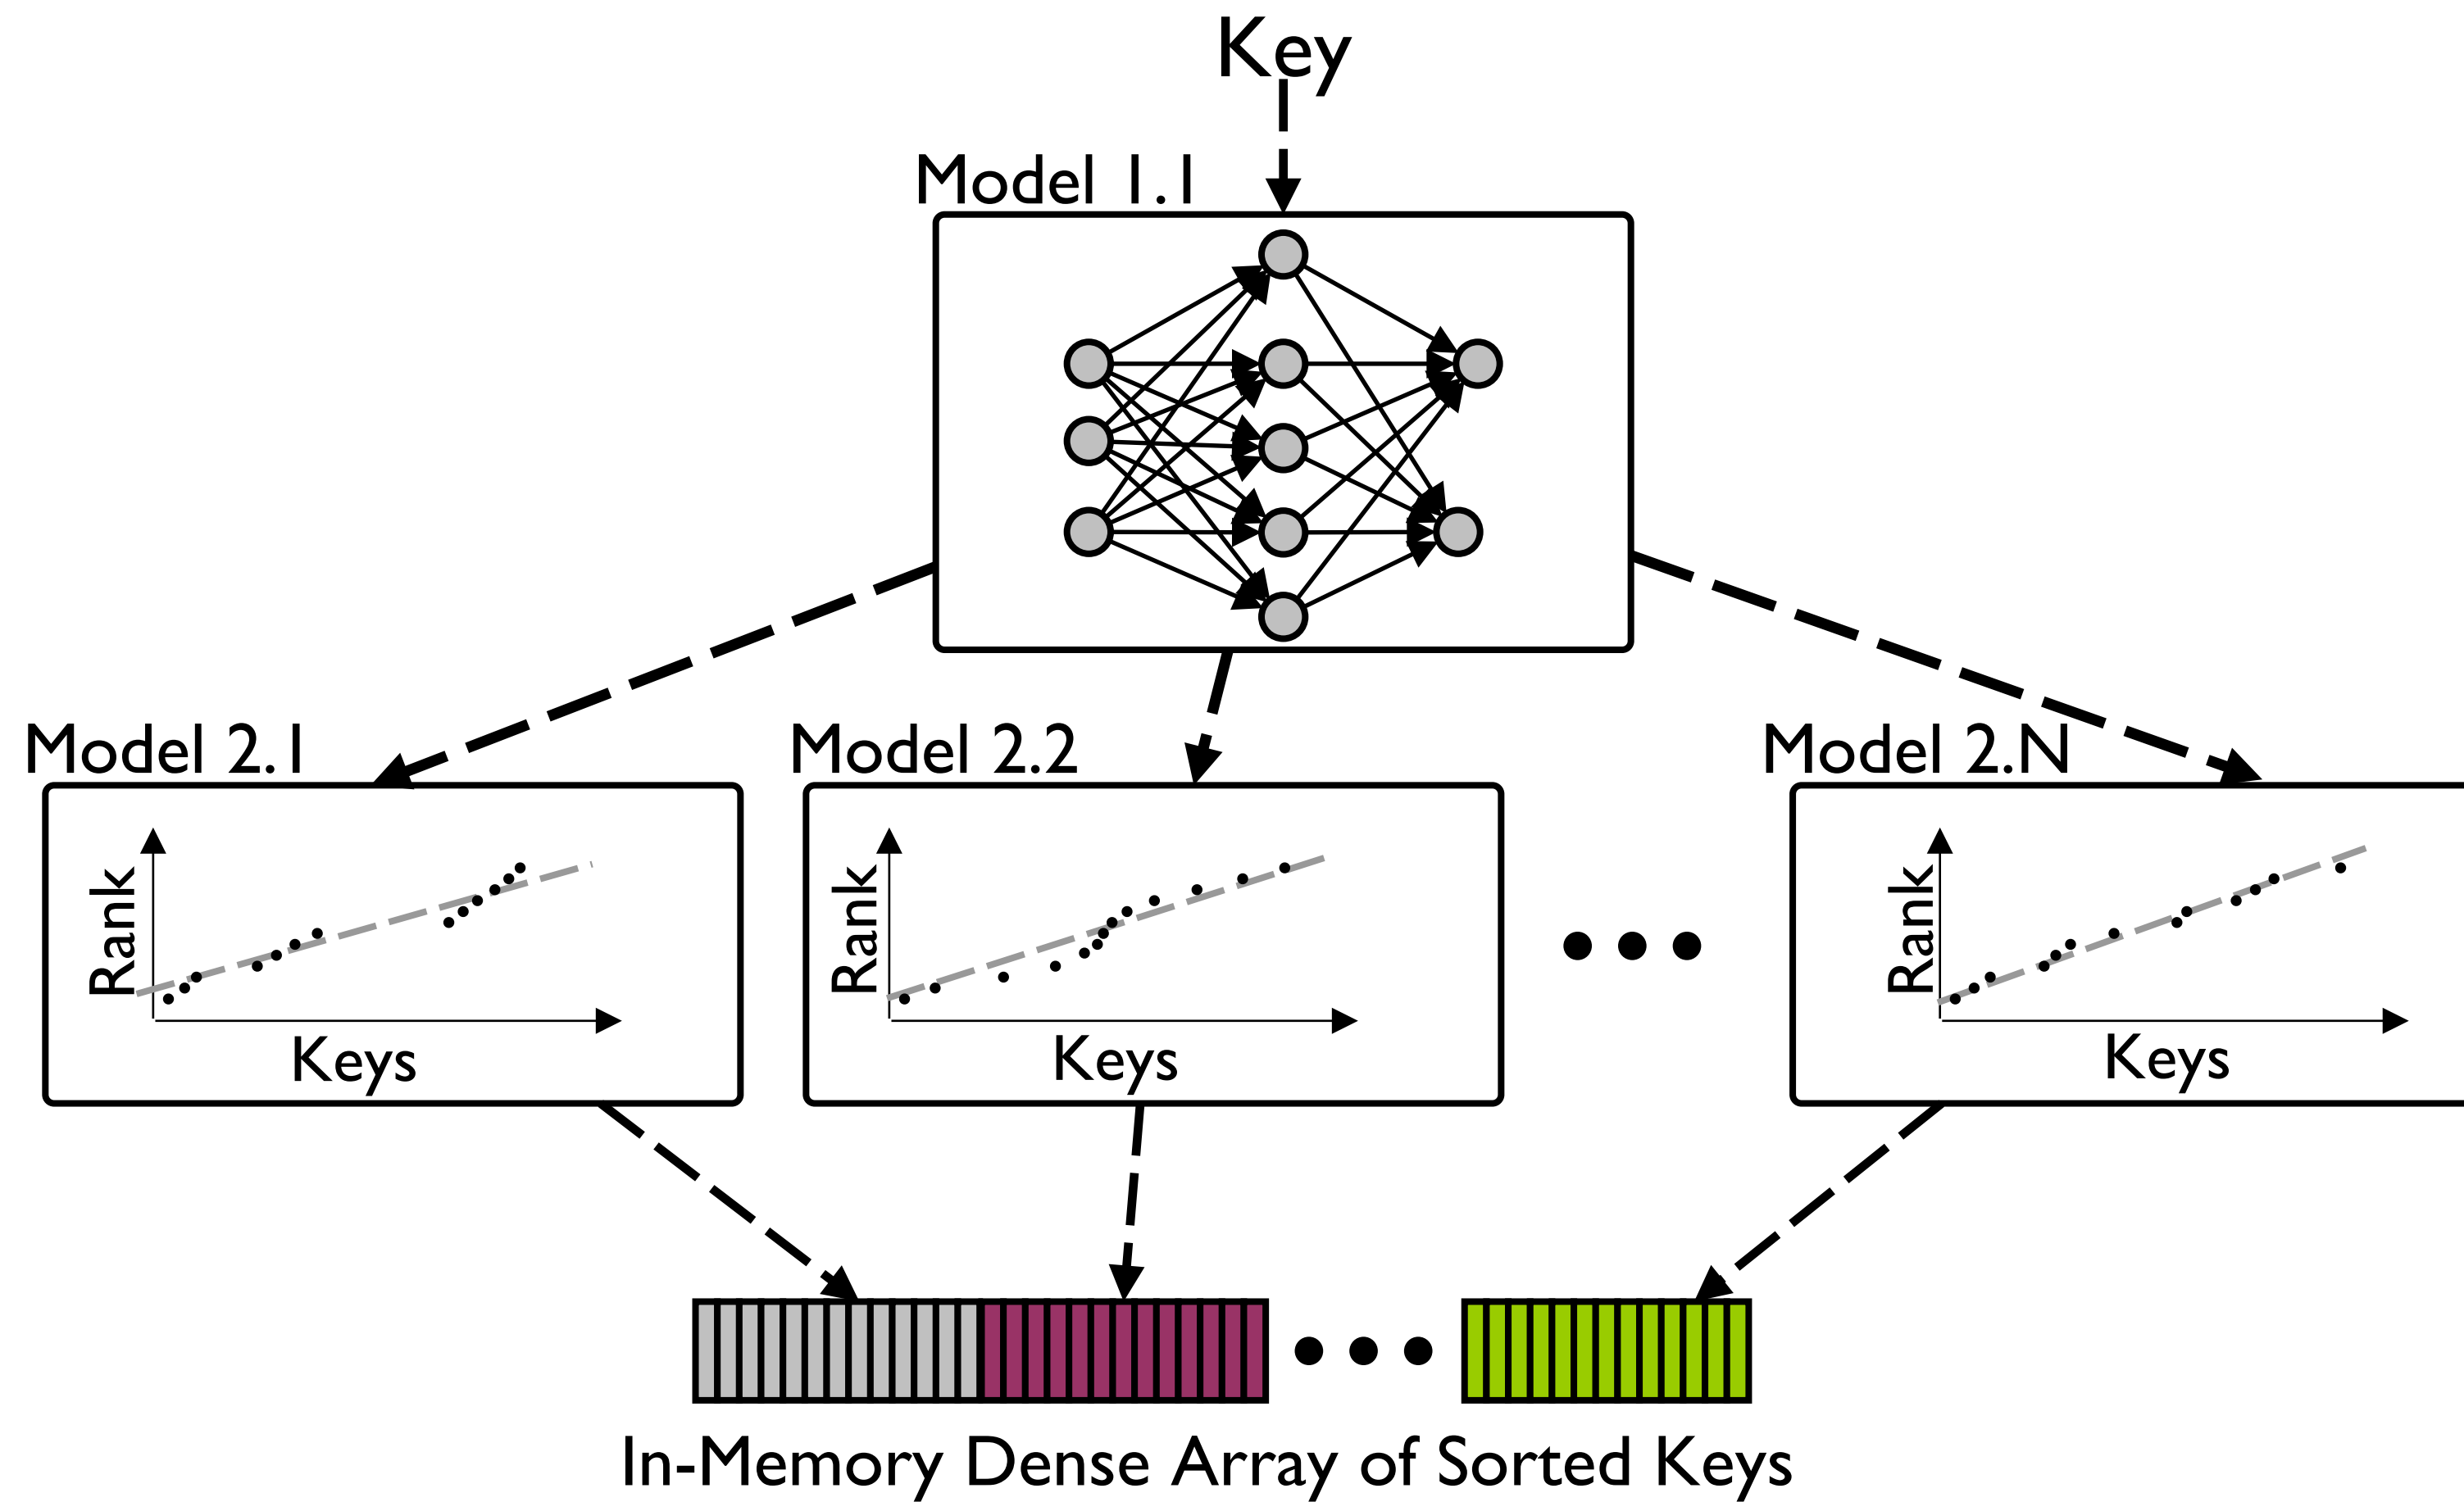 Key
Model 1.1
Model 2.1
Model 2.2
Model 2.N
Rank
Keys
Rank
Keys
Rank
Keys
In-Memory Dense Array of Sorted Keys